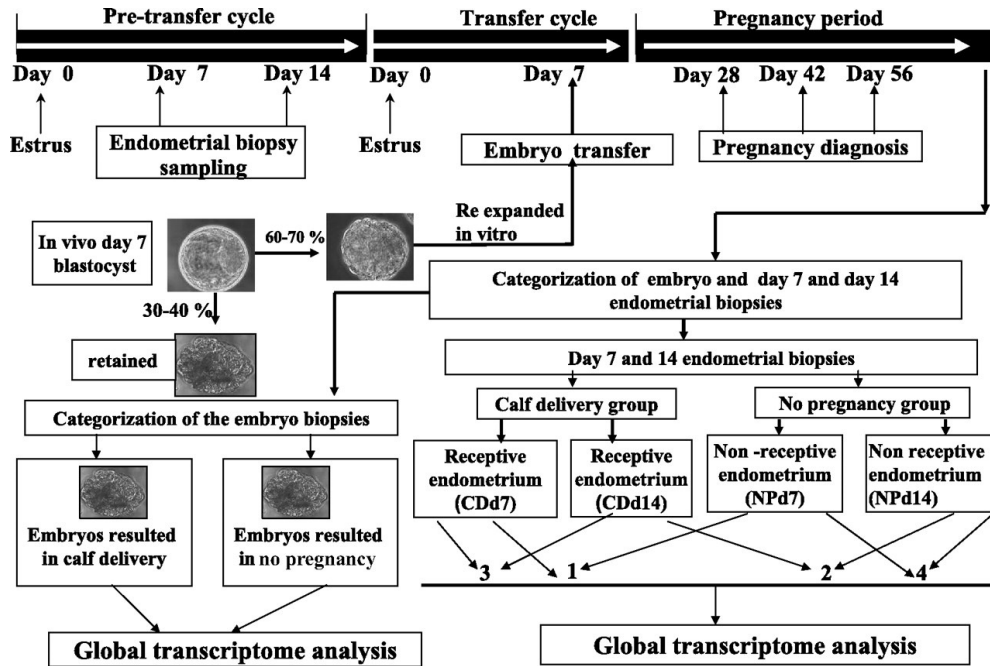 Pre-transfer cycle
Transfer cycle
Pregnancy period
Day 0
Day 7
Day 14
Day 0
Day 7
Day 28
Day 42
Day 56
Estrus
Endometrial biopsy
sampling
Estrus
Embryo transfer
Pregnancy diagnosis
In vivo day 7
blastocyst
60-70 %
Re expanded
in vitro
30-40 %
retained
Categorization of embryo and day 7 and day 14
endometrial biopsies
Day 7 and 14 endometrial biopsies
Categorization of the embryo biopsies
Calf delivery group
No pregnancy group
Embryos resulted
in calf delivery
Embryos resulted
in no pregnancy
Receptive
endometrium
(CDd7)
Receptive
endometrium
(CDd14)
Non -receptive
endometrium
(NPd7)
Non receptive
endometrium
(NPd14)
3
1
2
4
Global transcriptome analysis
Global transcriptome analysis